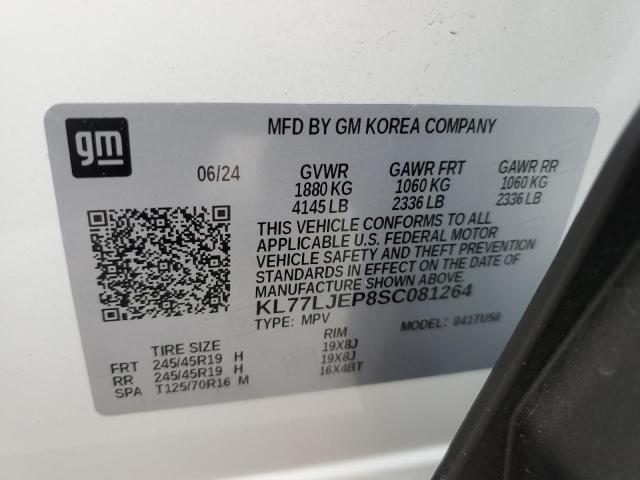 gm
MFD BY GM KOREA COMPANY
06/24 GVWR GAWR FRT GAWR RR
1880 KG 1060 KG 1060 KG
4145 LB 2336 LB 2336 LB
THIS VEHICLE CONFORMS TO ALL
APPLICABLE U.S. FEDERAL MOTOR
VEHICLE SAFETY AND THEFT PREVENTION
STANDARDS IN EFFECT ON THE DATE OF
MANUFACTURE SHOWN ABOVE.
KL77LJEP8SC081264
TYPE: MPV MODEL: 841TU58
TIRE SIZE RIM
FRT 245/45R19 H 19X8J
RR 245/45R19 H 19X8J
SPA T125/70R16 M 16X4BT